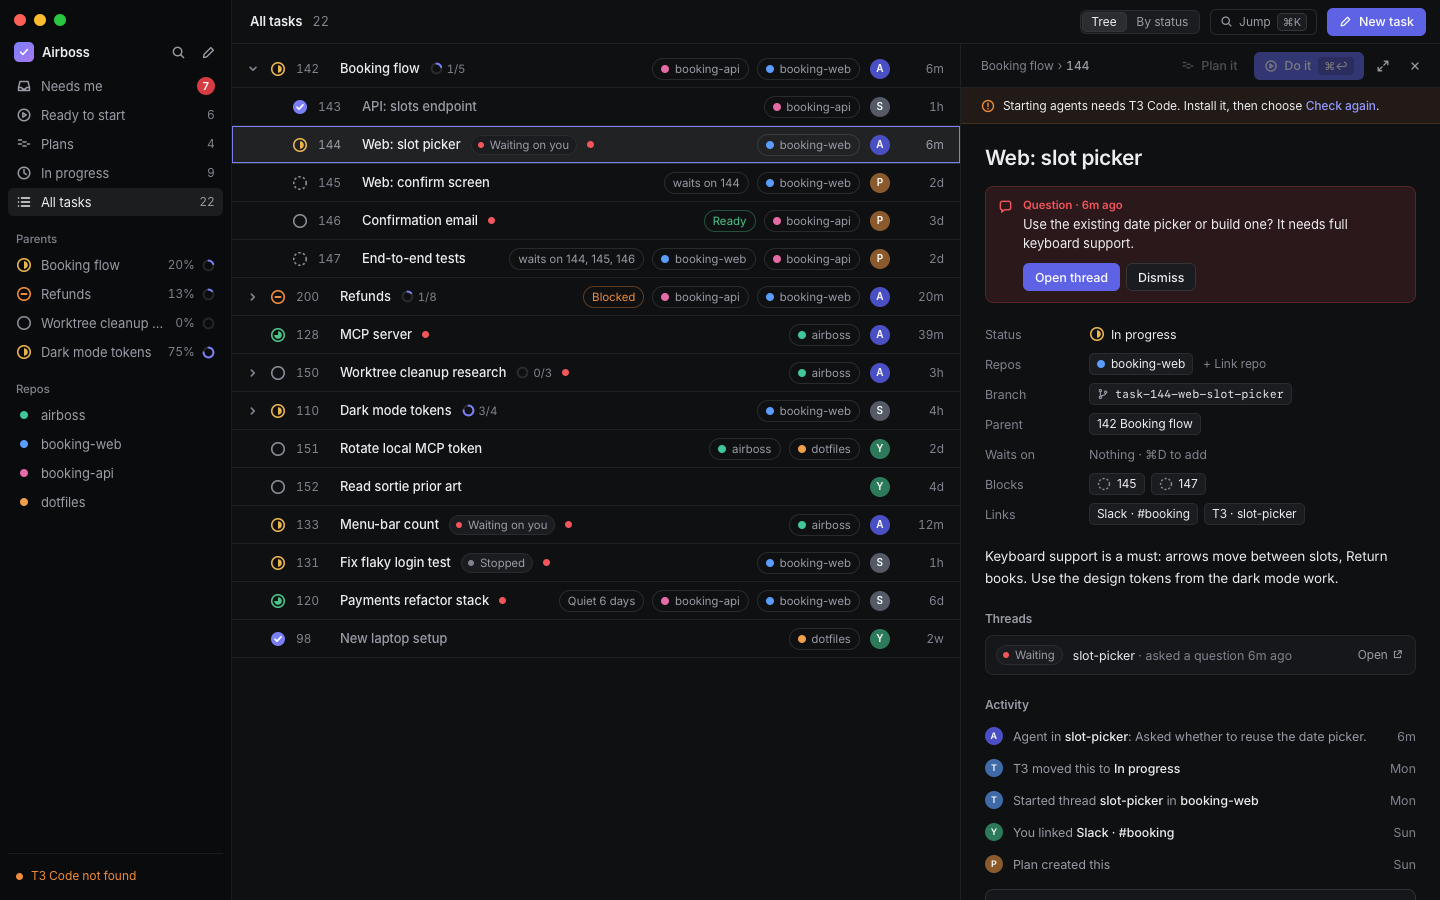 Airboss
Needs me 7
Ready to start 6
Plans 4
In progress 9
All tasks 22
Parents
Booking flow 20%
Refunds 13%
Worktree cleanup ... 0%
Dark mode tokens 75%
Repos
airboss
booking-web
booking-api
dotfiles
T3 Code not found
All tasks 22
Tree By status Jump ⌘K New task
142 Booking flow 1/5 booking-api booking-web A 6m
143 API: slots endpoint booking-api S 1h
144 Web: slot picker Waiting on you booking-web A 6m
145 Web: confirm screen waits on 144 booking-web P 2d
146 Confirmation email Ready booking-api P 3d
147 End-to-end tests waits on 144, 145, 146 booking-web booking-api P 2d
200 Refunds 1/8 Blocked booking-api booking-web A 20m
128 MCP server airboss A 39m
150 Worktree cleanup research 0/3 airboss A 3h
110 Dark mode tokens 3/4 booking-web S 4h
151 Rotate local MCP token airboss dotfiles Y 2d
152 Read sortie prior art Y 4d
133 Menu-bar count Waiting on you airboss A 12m
131 Fix flaky login test Stopped booking-web S 1h
120 Payments refactor stack Quiet 6 days booking-api booking-web S 6d
98 New laptop setup dotfiles Y 2w
Booking flow › 144 Plan it Do it ⌘↩
Starting agents needs T3 Code. Install it, then choose Check again.
Web: slot picker
Question · 6m ago
Use the existing date picker or build one? It needs full
keyboard support.
Open thread Dismiss
Status In progress
Repos booking-web + Link repo
Branch task-144-web-slot-picker
Parent 142 Booking flow
Waits on Nothing · ⌘D to add
Blocks 145 147
Links Slack · #booking T3 · slot-picker
Keyboard support is a must: arrows move between slots, Return
books. Use the design tokens from the dark mode work.
Threads
Waiting slot-picker · asked a question 6m ago Open
Activity
A Agent in slot-picker: Asked whether to reuse the date picker. 6m
T T3 moved this to In progress Mon
T Started thread slot-picker in booking-web Mon
Y You linked Slack · #booking Sun
P Plan created this Sun